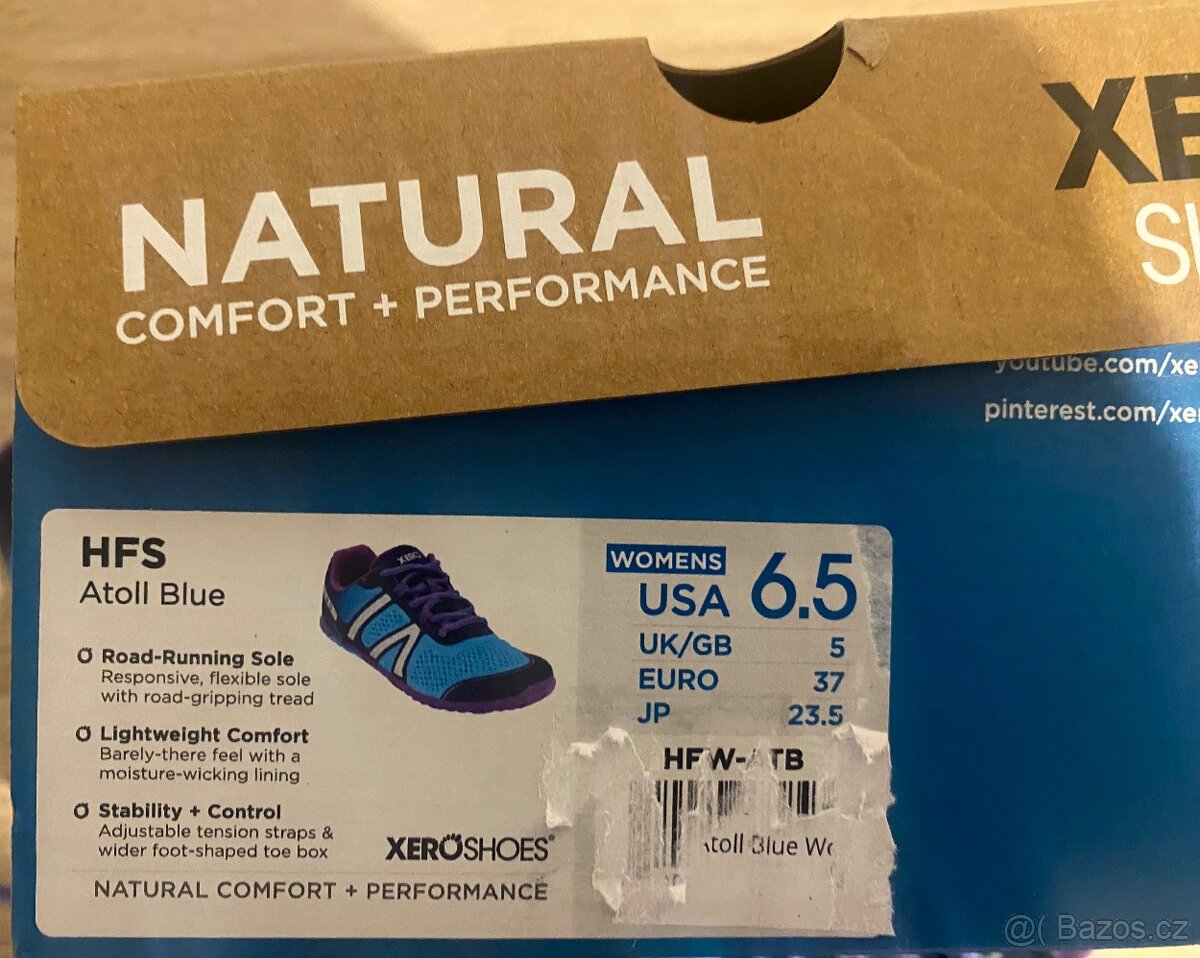 NATURAL
COMFORT + PERFORMANCE
youtube.com/xe
pinterest.com/xe
HFS
Atoll Blue
Road-Running Sole
Responsive, flexible sole
with road-gripping tread
Lightweight Comfort
Barely-there feel with a
moisture-wicking lining
Stability + Control
Adjustable tension straps &
wider foot-shaped toe box
XEROSHOES®
NATURAL COMFORT + PERFORMANCE
WOMENS
USA 6.5
UK/GB 5
EURO 37
JP 23.5
HFW-ATB
Atoll Blue
@( Bazos.cz